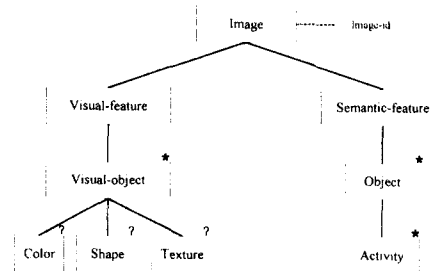 Image Image-id
Visual-feature Semantic-feature
* *
Visual-object Object
? ? ? *
Color Shape Texture Activity